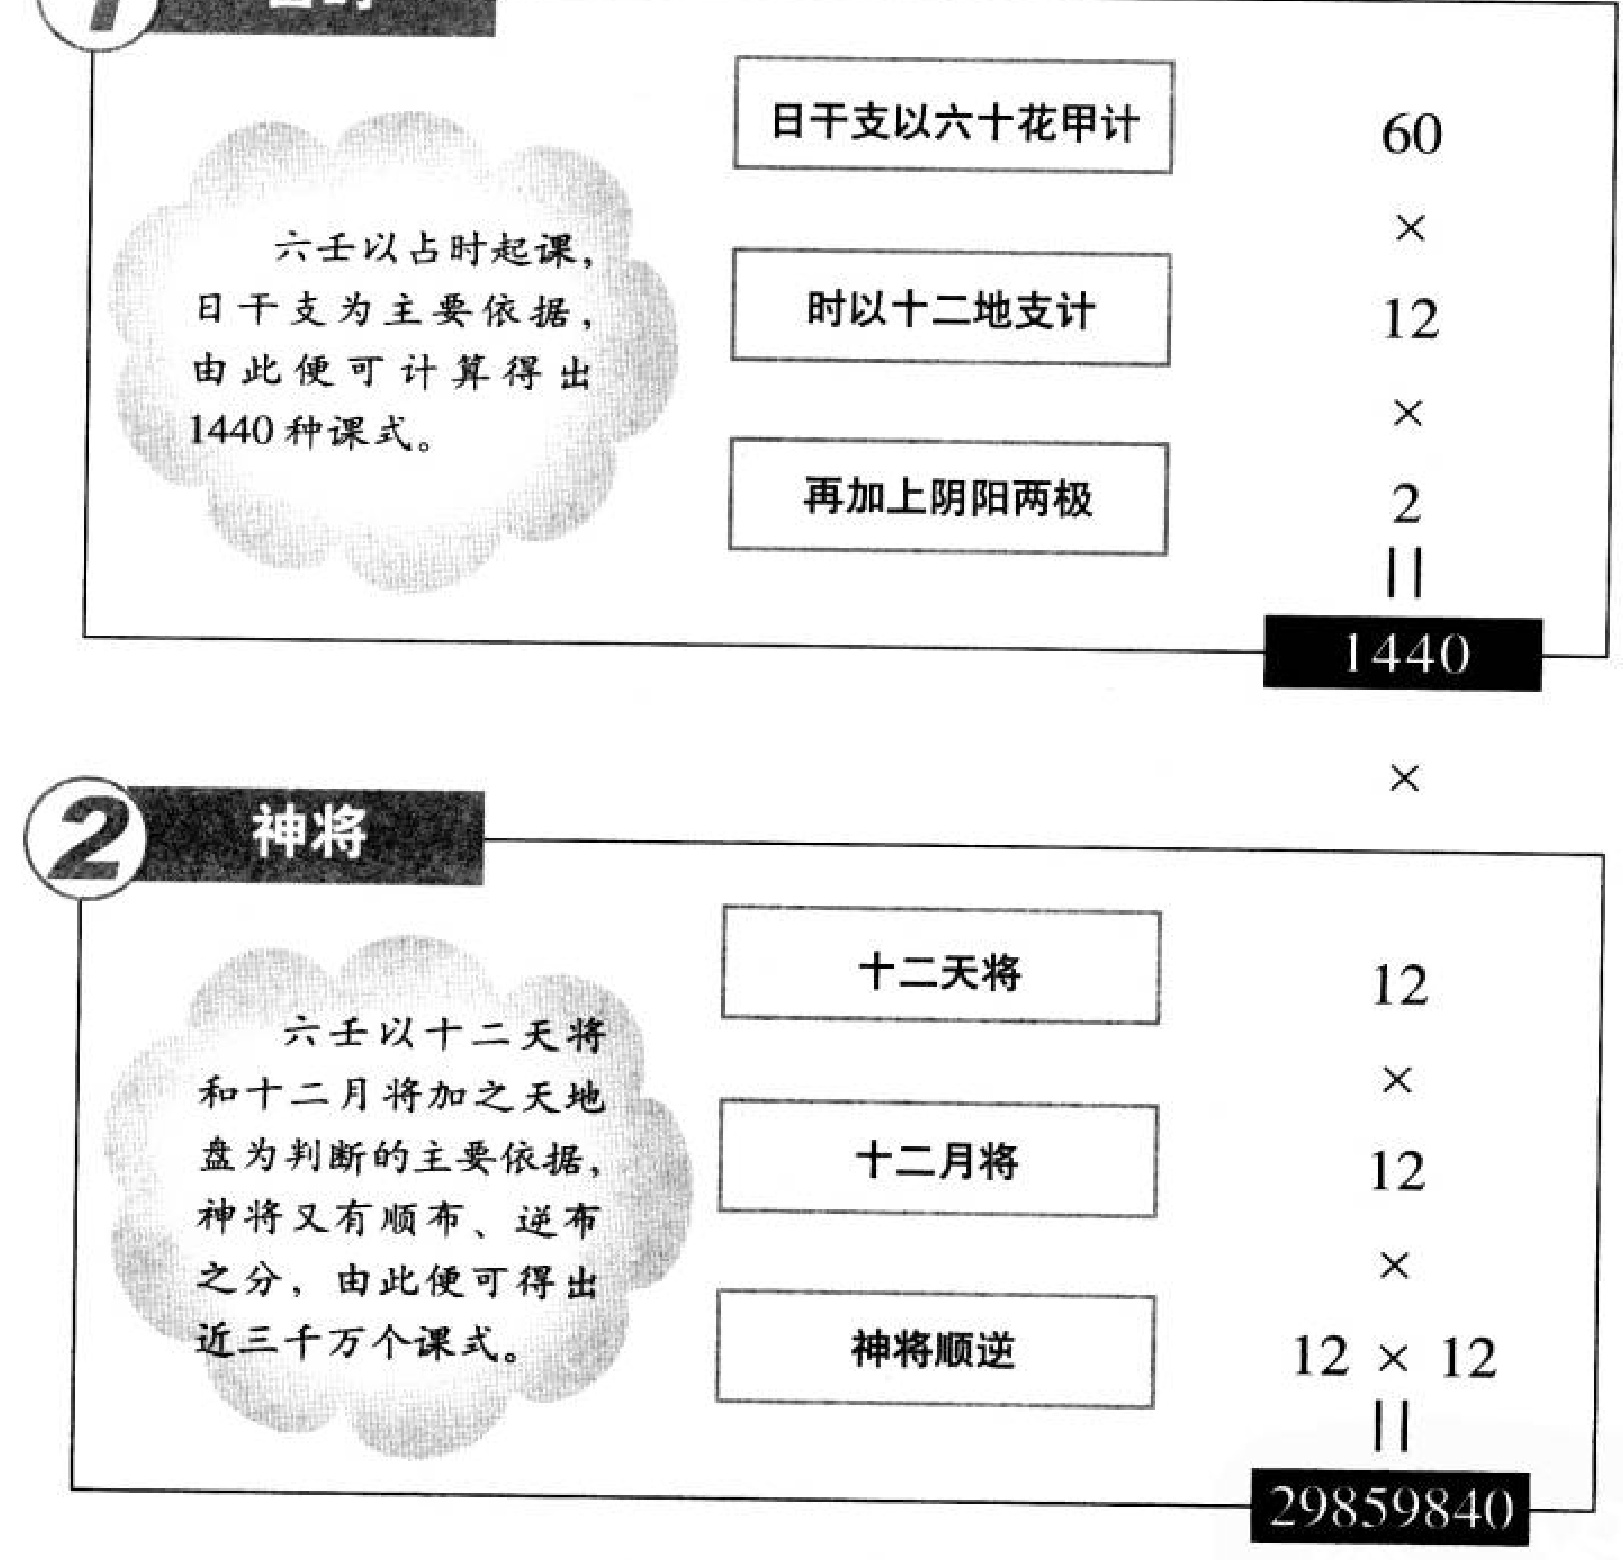 1
日干支以六十花甲计
60
×
六壬以占时起课，
日干支为主要依据，
由此便可计算得出
1440种课式。
时以十二地支计
12
×
再加上阴阳两极
2
=
1440
×
2 神将
十二天将
12
×
六壬以十二天将
和十二月将加之天地
盘为判断的主要依据，
神将又有顺布、逆布
之分，由此便可得出
近三千万个课式。
十二月将
12
×
神将顺逆
12 × 12
=
29859840